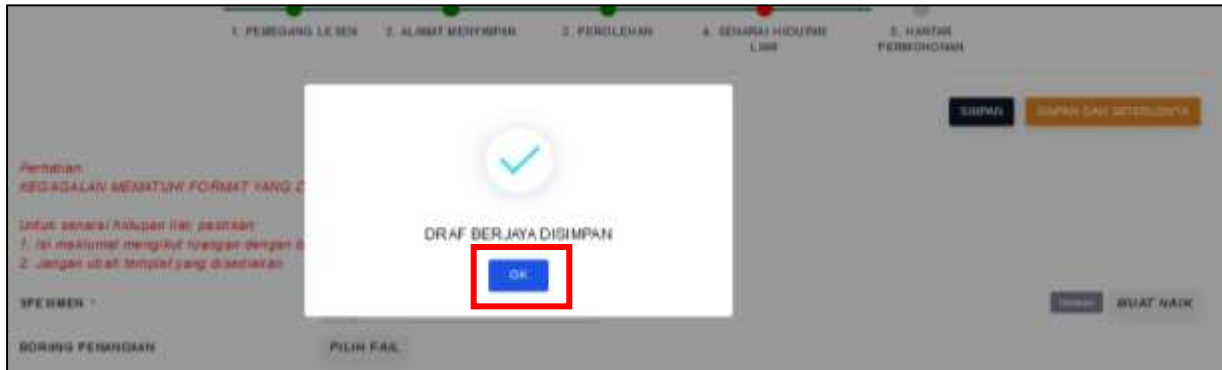 1. PEMEGANG LESEN
2. ALAMAT MENYIMPAN
3. PEROLEHAN
4. SENARAI HIDUPAN
LIAR
5. HANTAR
PERMOHONAN
SIMPAN
SIMPAN DAN SETERUSNYA
Perhatian:
KEGAGALAN MEMATUHI FORMAT YANG D
Untuk senarai hidupan liar, pastikan:
1. Isi maklumat mengikut ruangan dengan b
2. Jangan ubah templat yang disediakan
DRAF BERJAYA DISIMPAN
OK
SPESIMEN *
MUAT NAIK
BORANG PENANDAAN
PILIH FAIL